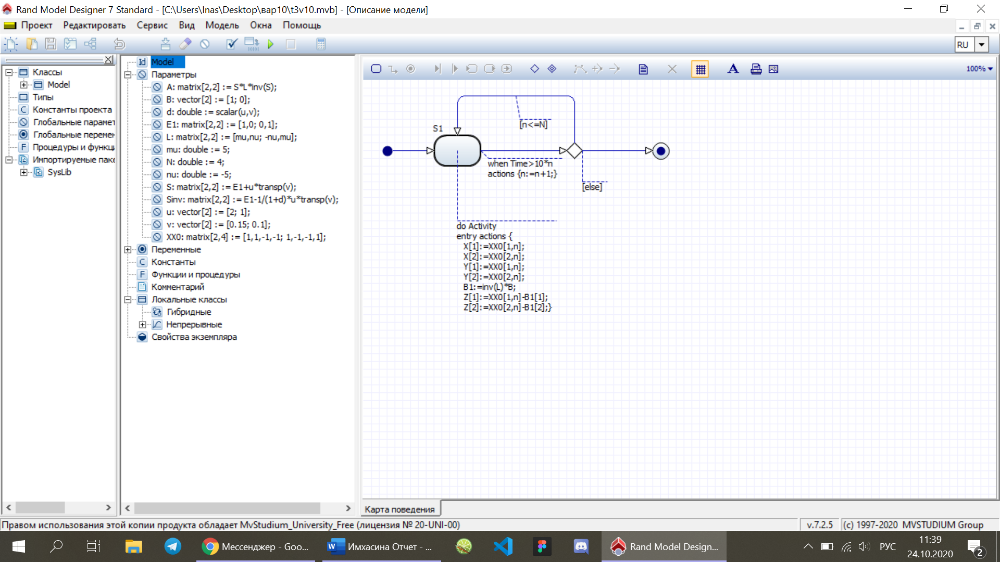 Rand Model Designer 7 Standard - [C:\Users\Inas\Desktop\вар10\t3v10.mvb] - [Описание модели]
Проект Редактировать Сервис Вид Модель Окна Помощь
RU
Классы
Model
Типы
Константы проекта
Глобальные парамет
Глобальные перемен
Процедуры и функци
Импортируемые паке
SysLib
Id Model
Параметры
A: matrix[2,2] := S*L*inv(S);
B: vector[2] := [1; 0];
d: double := scalar(u,v);
E1: matrix[2,2] := [1,0; 0,1];
L: matrix[2,2] := [mu,nu; -nu,mu];
mu: double := 5;
N: double := 4;
nu: double := -5;
S: matrix[2,2] := E1+u*transp(v);
Sinv: matrix[2,2] := E1-1/(1+d)*u*transp(v);
u: vector[2] := [2; 1];
v: vector[2] := [0.15; 0.1];
XX0: matrix[2,4] := [1,1,-1,-1; 1,-1,-1,1];
Переменные
C Константы
F Функции и процедуры
Комментарий
Локальные классы
Гибридные
Непрерывные
Свойства экземпляра
100%
S1
[n<=N]
when Time>10*n
actions {n:=n+1;}
[else]
do Activity
entry actions {
X[1]:=XX0[1,n];
X[2]:=XX0[2,n];
Y[1]:=XX0[1,n];
Y[2]:=XX0[2,n];
B1:=inv(L)*B;
Z[1]:=XX0[1,n]-B1[1];
Z[2]:=XX0[2,n]-B1[2];}
Карта поведения
Правом использования этой копии продукта обладает MvStudium_University_Free (лицензия № 20-UNI-00)
v.7.2.5
(c) 1997-2020 MVSTUDIUM Group
Мессенджер - Goo...
Имхасина Отчет - ...
Rand Model Design...
РУС
11:39
24.10.2020
2